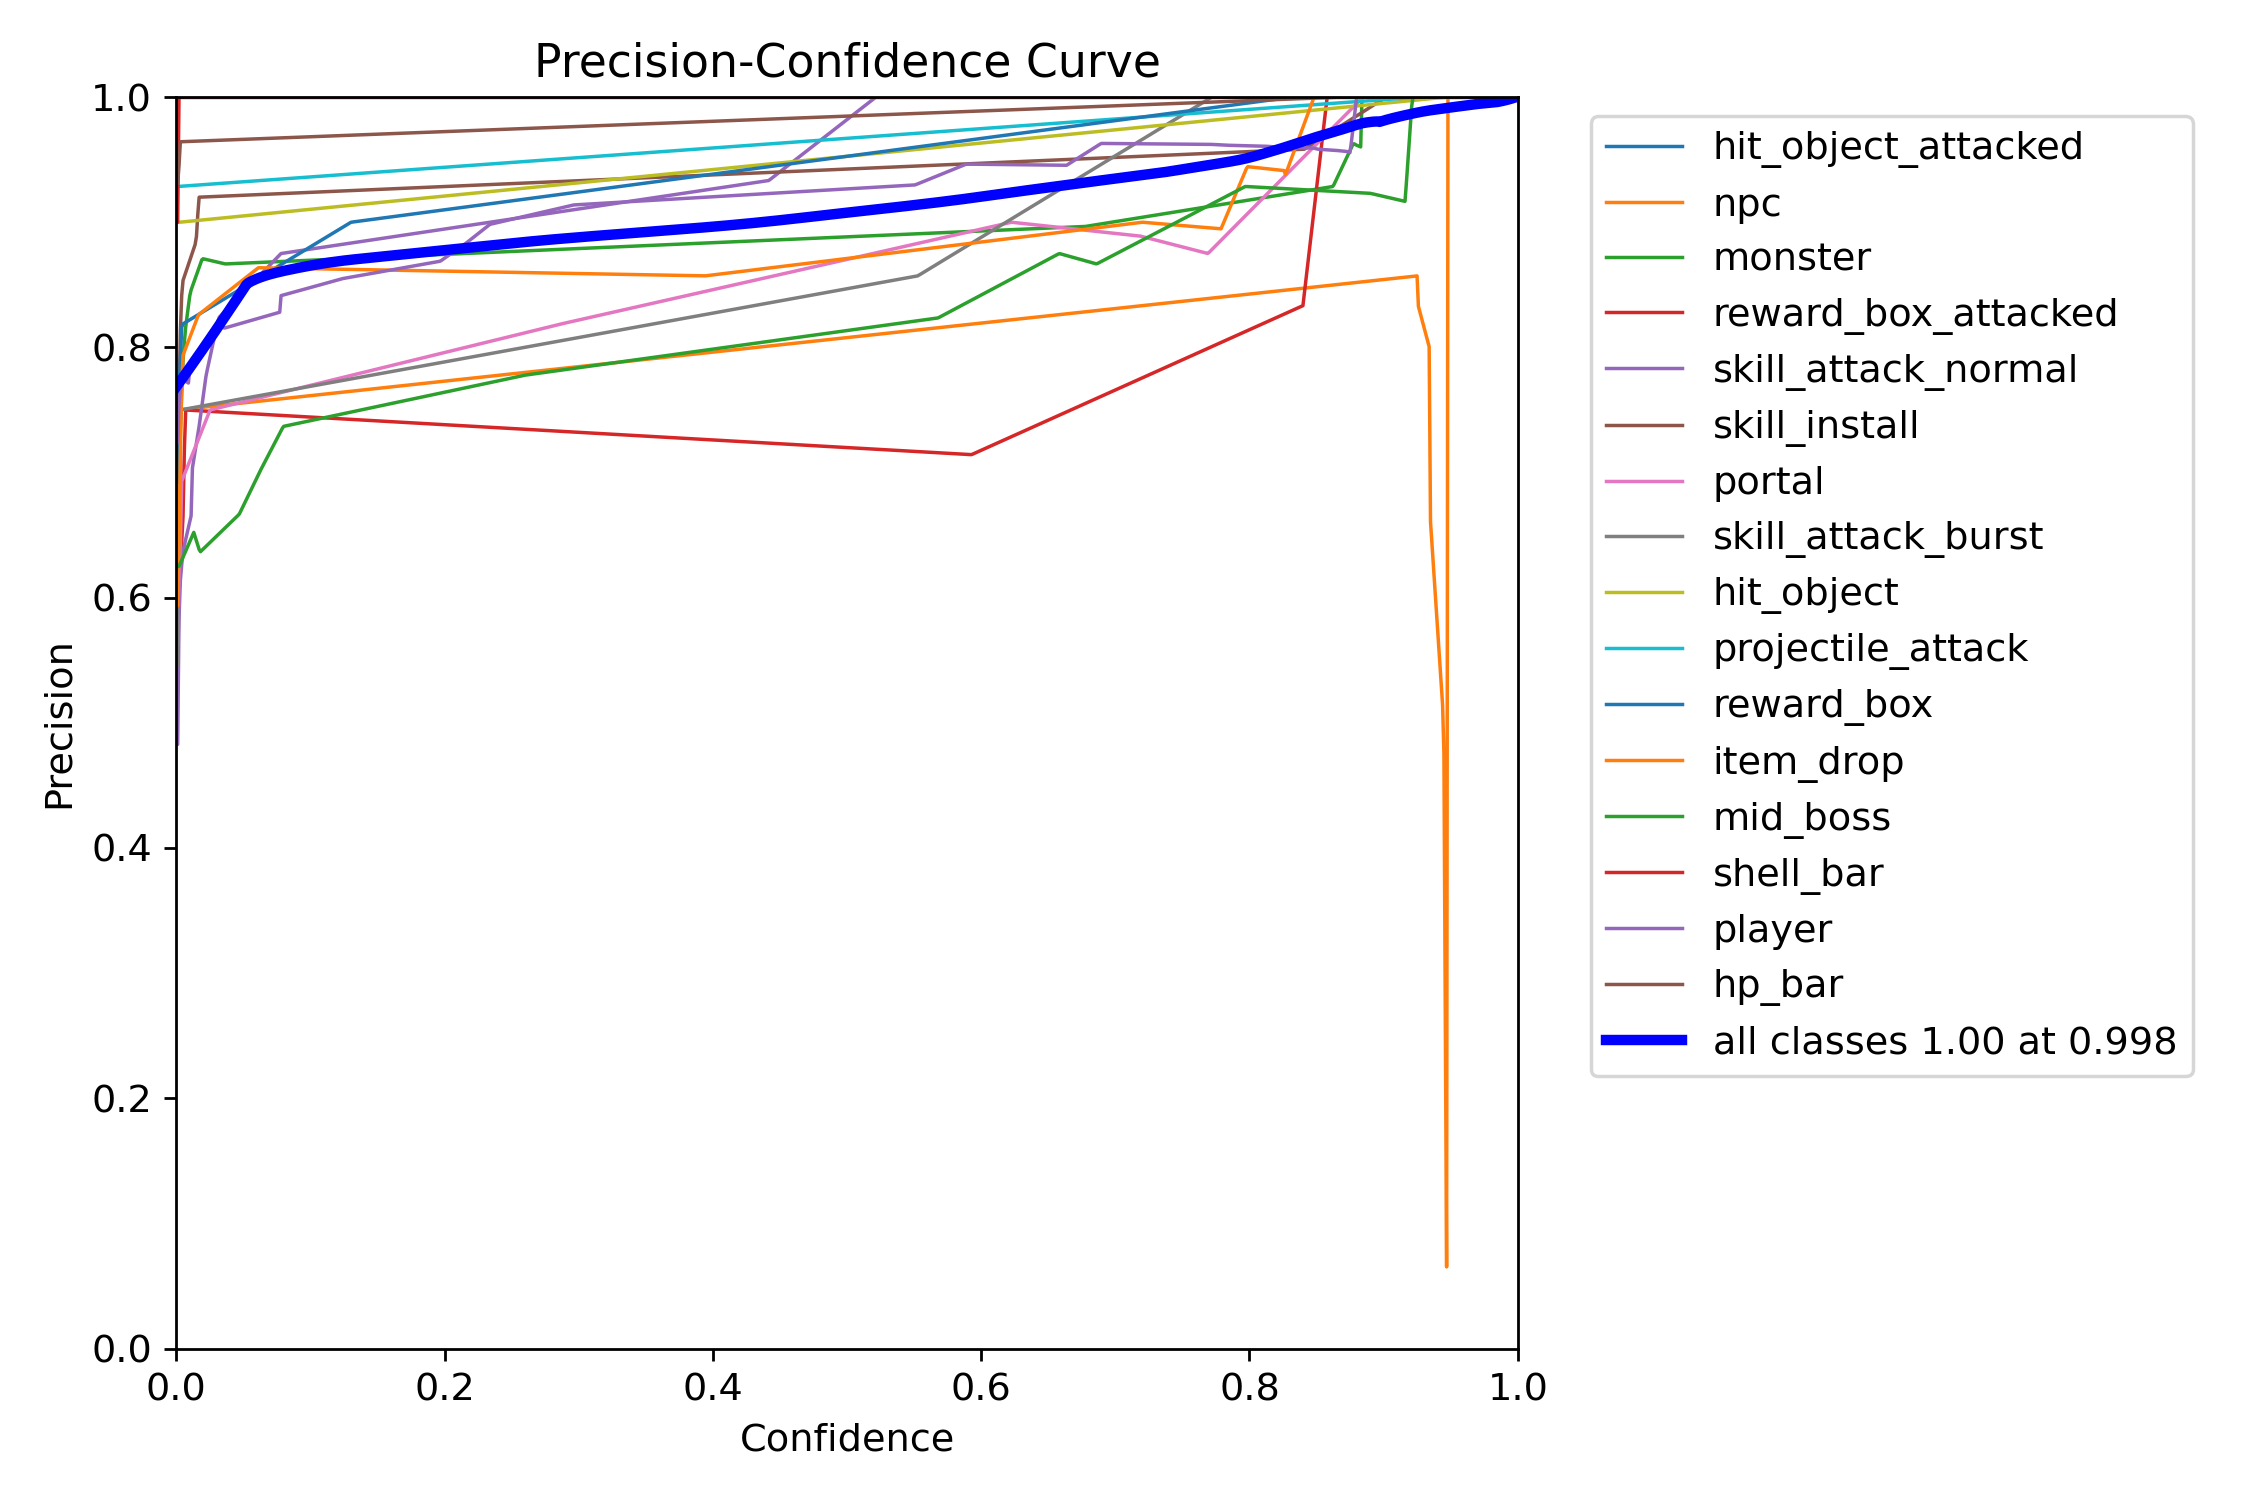 Precision-Confidence Curve
1.0
0.8
0.6
0.4
0.2
0.0
Precision
0.0 0.2 0.4 0.6 0.8 1.0
Confidence
hit_object_attacked
npc
monster
reward_box_attacked
skill_attack_normal
skill_install
portal
skill_attack_burst
hit_object
projectile_attack
reward_box
item_drop
mid_boss
shell_bar
player
hp_bar
all classes 1.00 at 0.998